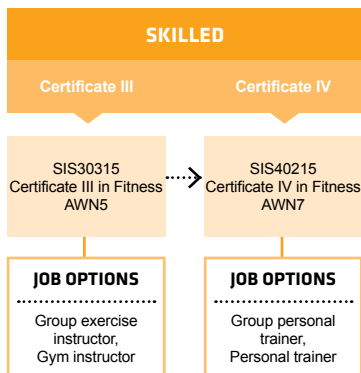 SKILLED
Certificate III
Certificate IV
SIS30315
Certificate III in Fitness
AWN5
SIS40215
Certificate IV in Fitness
AWN7
JOB OPTIONS
Group exercise
instructor,
Gym instructor
JOB OPTIONS
Group personal
trainer,
Personal trainer